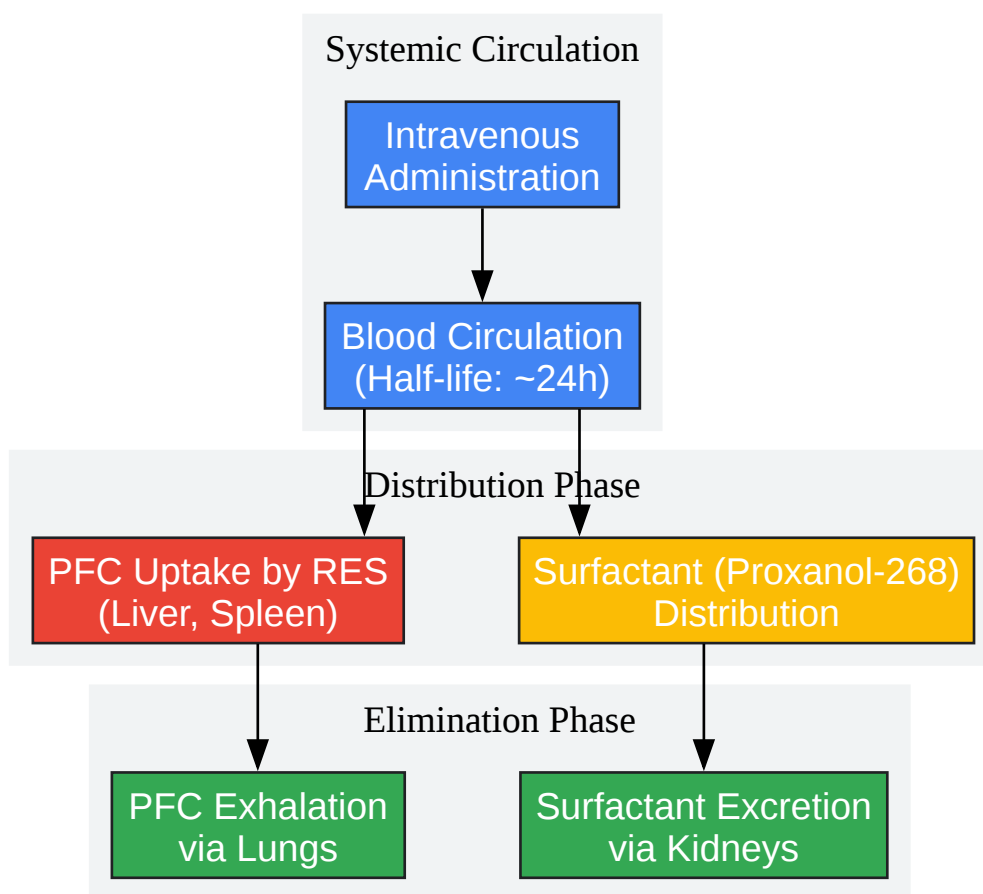 Systemic Circulation
Intravenous
Administration
Blood Circulation
(Half-life: ~24h)
Distribution Phase
PFC Uptake by RES
(Liver, Spleen)
Surfactant (Proxanol-268)
Distribution
Elimination Phase
PFC Exhalation
via Lungs
Surfactant Excretion
via Kidneys